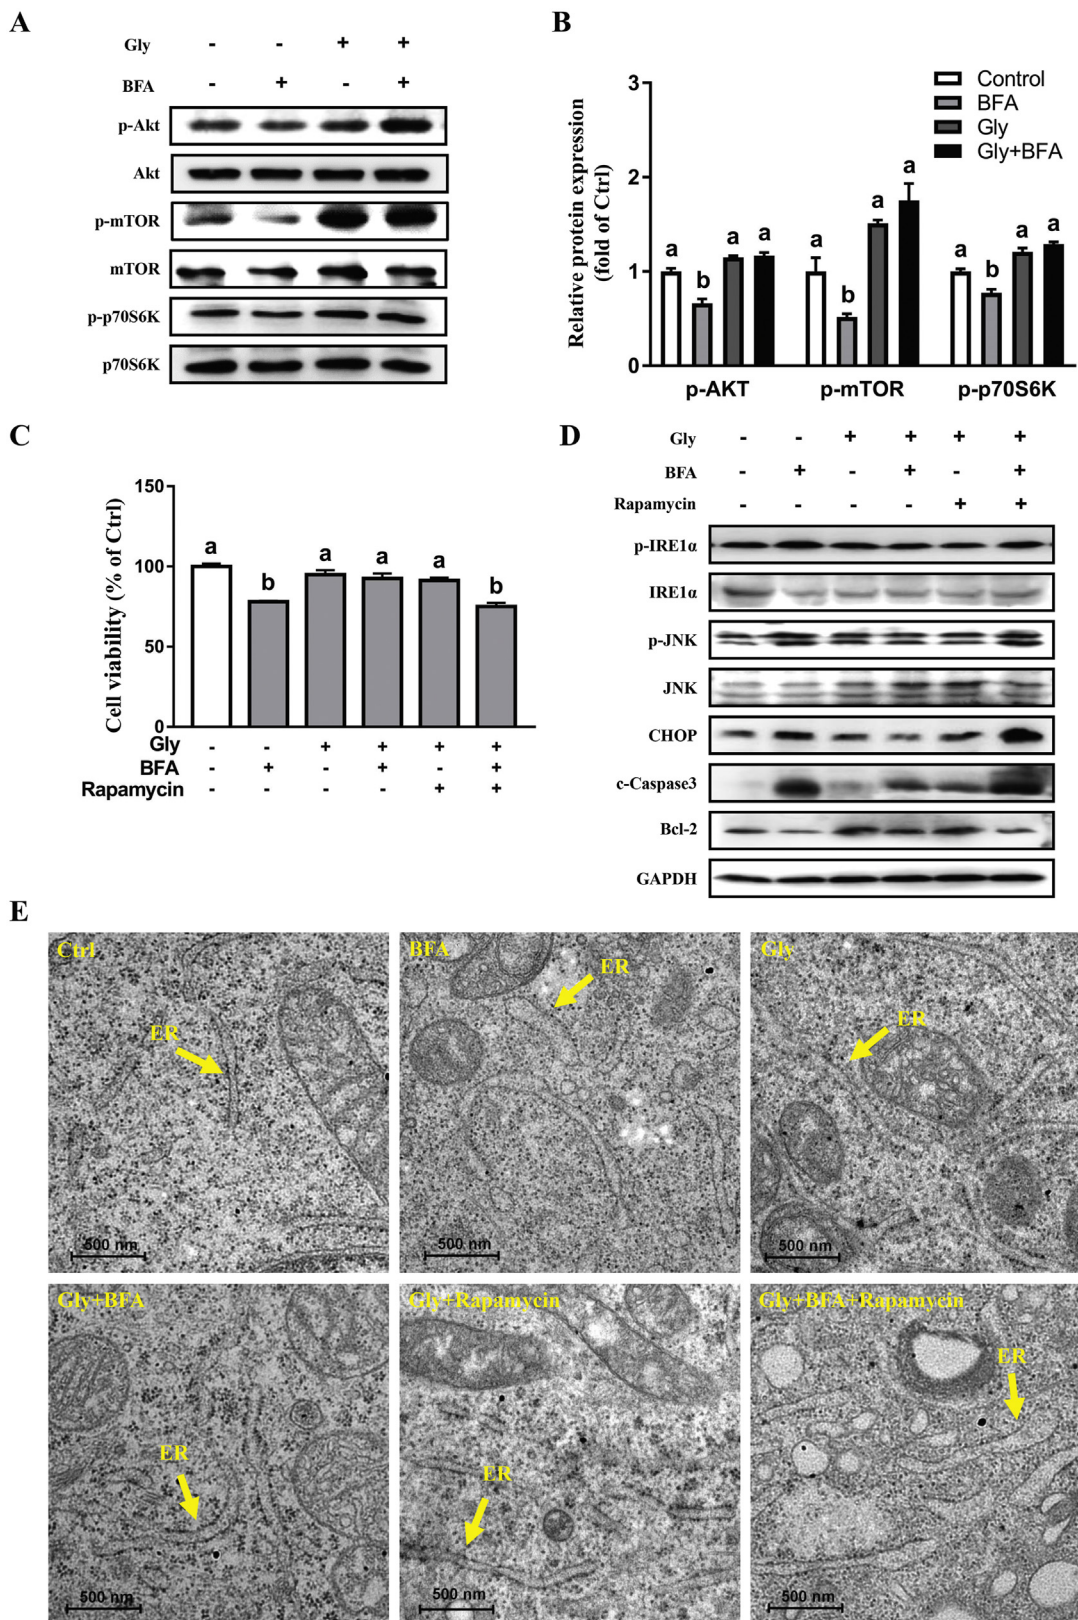 A
Gly - - + +
BFA - + - +
p-Akt
Akt
p-mTOR
mTOR
p-p70S6K
p70S6K
B
Relative protein expression
(fold of Ctrl)
3
2
1
0
Control
BFA
Gly
Gly+BFA
a b a a
a b a a
a b a a
p-AKT p-mTOR p-p70S6K
C
Cell viability (% of Ctrl)
150
100
50
0
a b a a a b
Gly - - + + + +
BFA - + - + - +
Rapamycin - - - - + +
D
Gly - - + + + +
BFA - + - + - +
Rapamycin - - - - + +
p-IRE1α
IRE1α
p-JNK
JNK
CHOP
c-Caspase3
Bcl-2
GAPDH
E
Ctrl
ER
500 nm
BFA
ER
500 nm
Gly
ER
500 nm
Gly+BFA
ER
500 nm
Gly+Rapamycin
ER
500 nm
Gly+BFA+Rapamycin
ER
500 nm